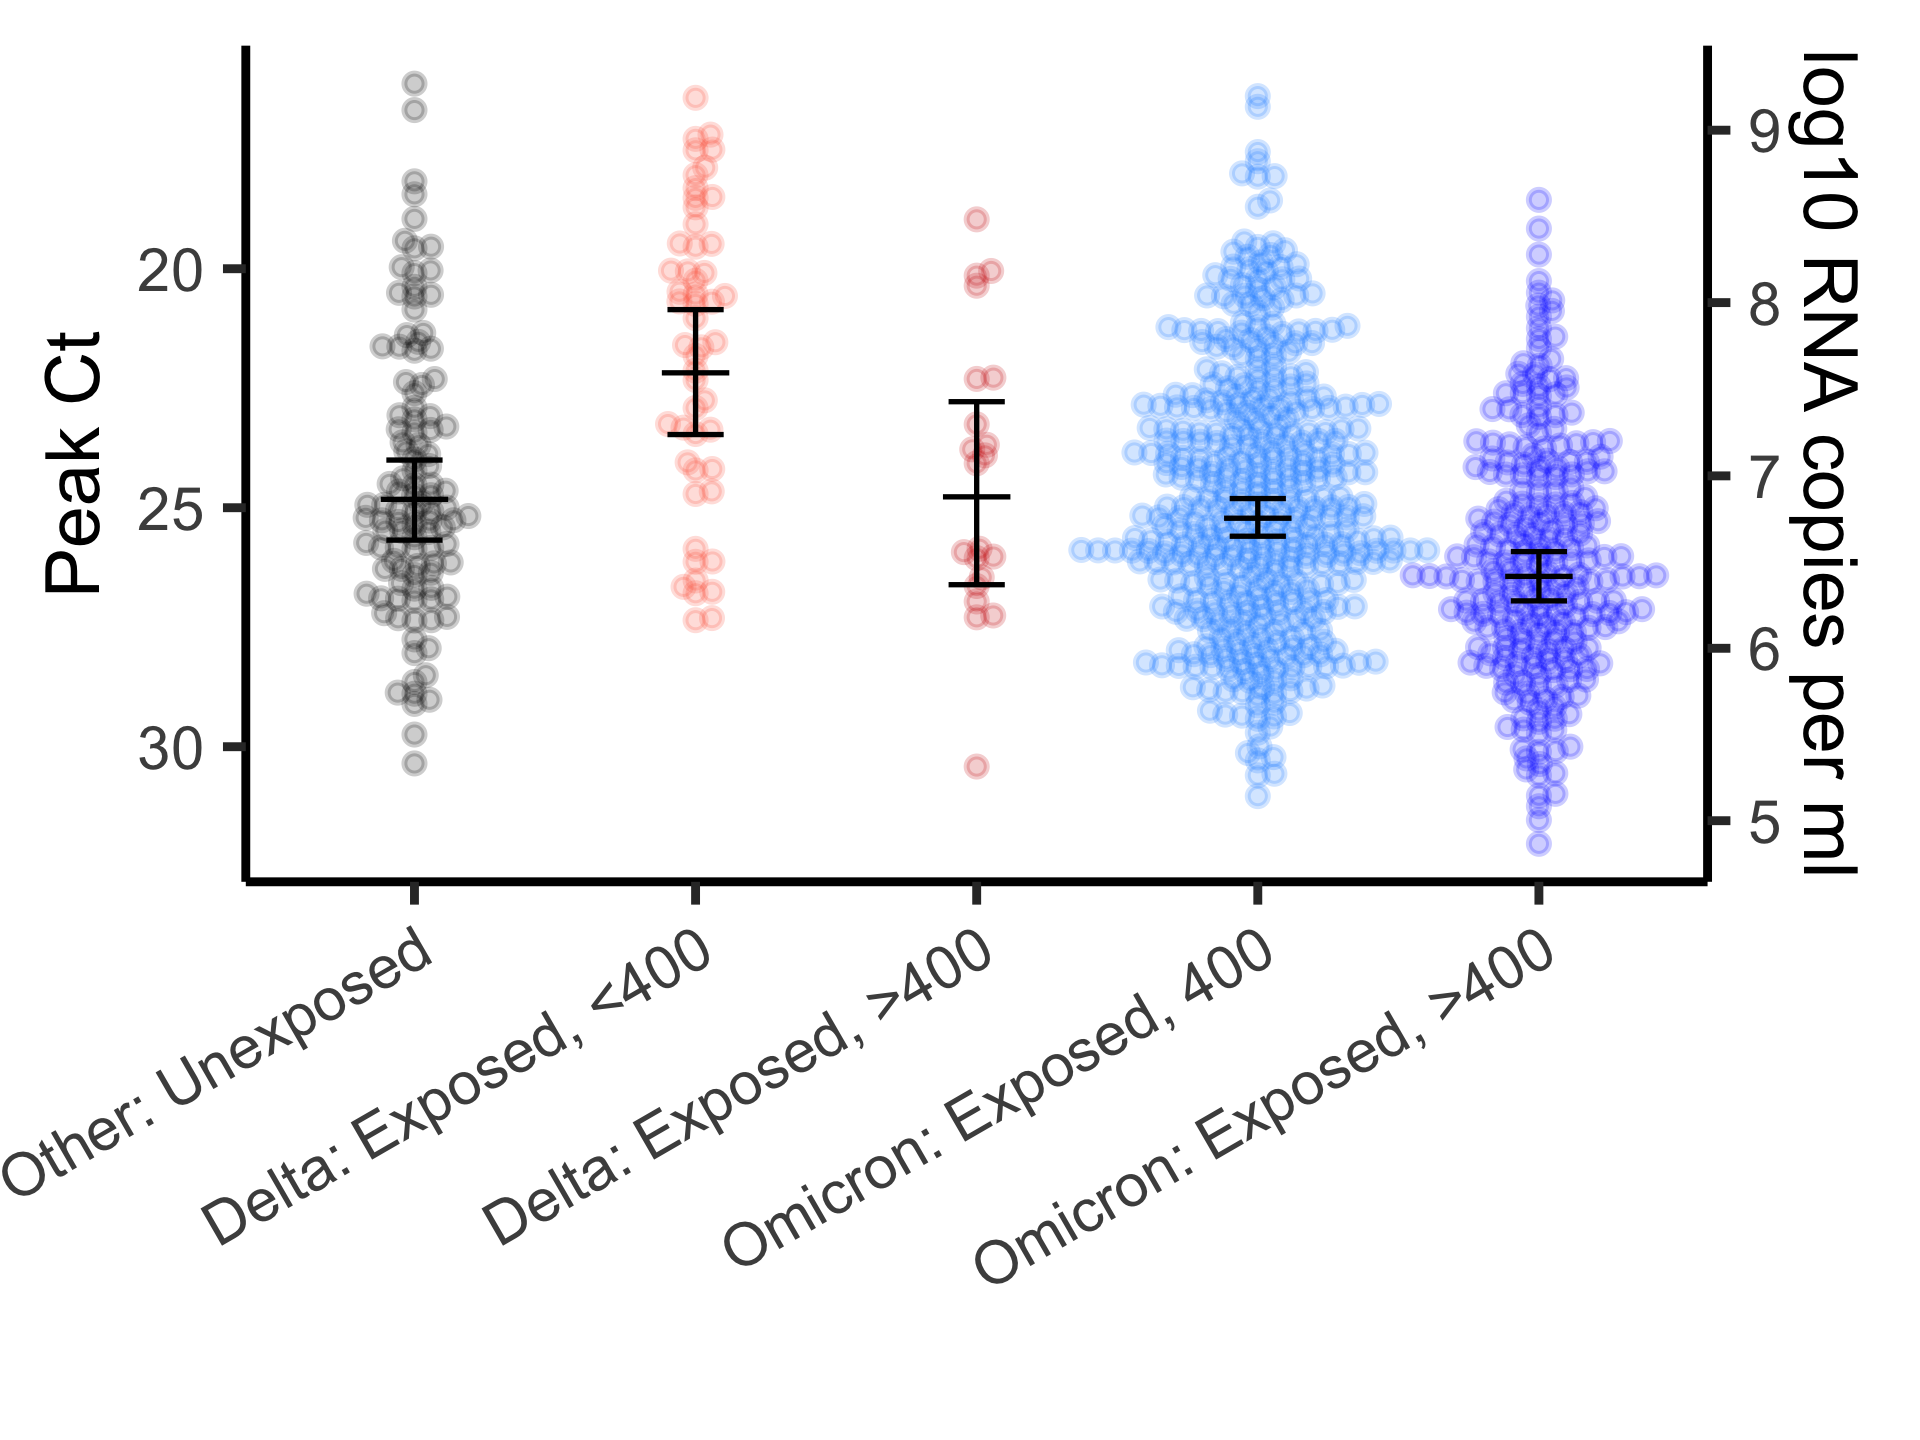 Peak Ct
20
25
30
log10 RNA copies per ml
9
8
7
6
5
Other: Unexposed
Delta: Exposed, <400
Delta: Exposed, >400
Omicron: Exposed, 400
Omicron: Exposed, >400